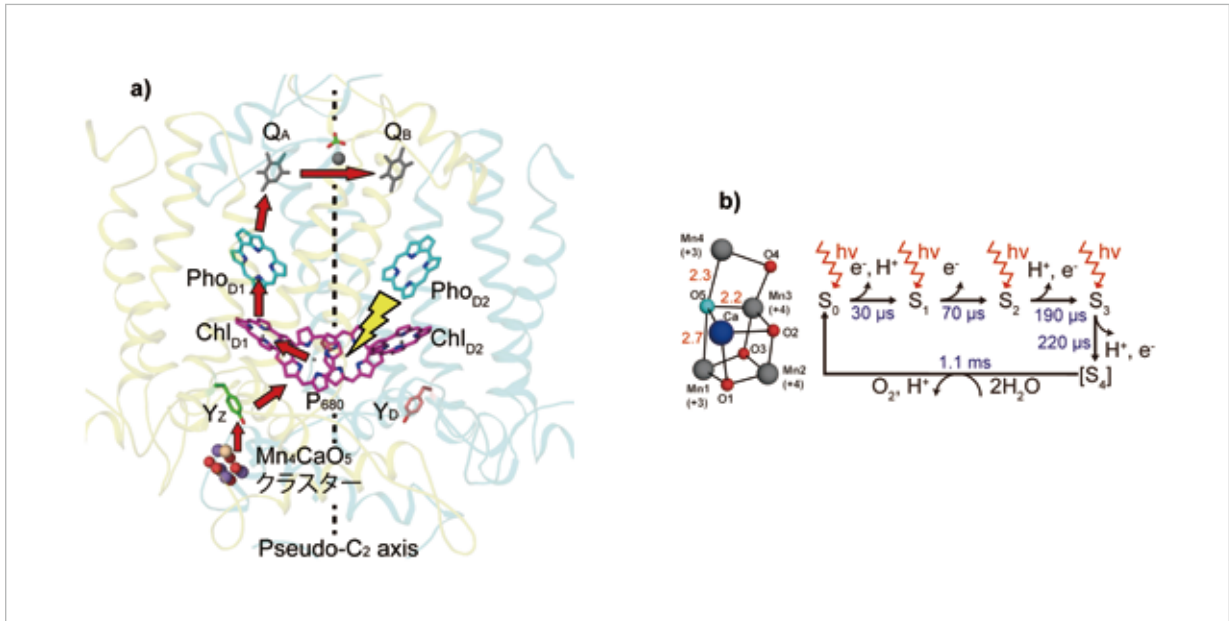 a)
QA
QB
PhoD1
PhoD2
ChlD1
ChlD2
P680
YZ
YD
Mn4CaO5
クラスター
Pseudo-C2 axis
b)
Mn4
(+3)
O4
2.3
2.2
Mn3
(+4)
O5
Ca
O2
2.7
O3
Mn1
(+3)
Mn2
(+4)
O1
hν hν hν hν
e-, H+ e- H+, e-
S0 S1 S2 S3
30 µs 70 µs 190 µs
220 µs
H+, e-
1.1 ms
[S4]
O2, H+ 2H2O